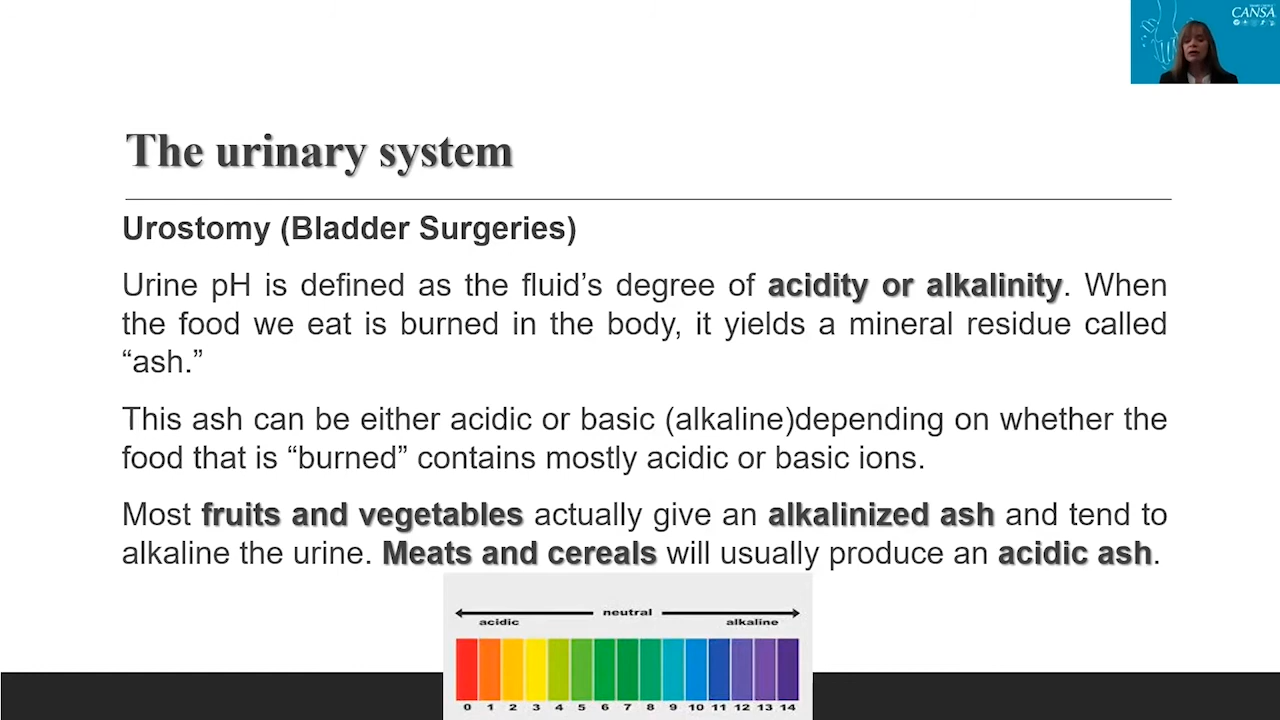 CANSA
The urinary system
Urostomy (Bladder Surgeries)
Urine pH is defined as the fluid’s degree of acidity or alkalinity. When
the food we eat is burned in the body, it yields a mineral residue called
“ash.”
This ash can be either acidic or basic (alkaline)depending on whether the
food that is “burned” contains mostly acidic or basic ions.
Most fruits and vegetables actually give an alkalinized ash and tend to
alkaline the urine. Meats and cereals will usually produce an acidic ash.
neutral
acidic alkaline
0 1 2 3 4 5 6 7 8 9 10 11 12 13 14